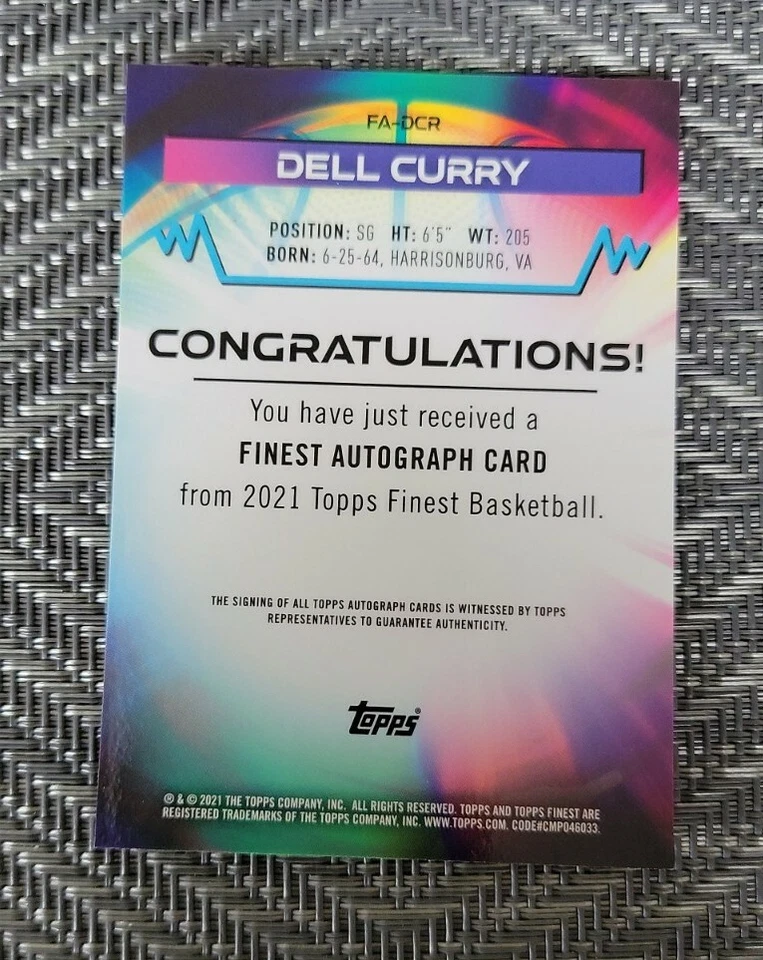 FA-DCR
DELL CURRY
POSITION: SG HT: 6'5" WT: 205
BORN: 6-25-64, HARRISONBURG, VA
CONGRATULATIONS!
You have just received a
FINEST AUTOGRAPH CARD
from 2021 Topps Finest Basketball.
THE SIGNING OF ALL TOPPS AUTOGRAPH CARDS IS WITNESSED BY TOPPS
REPRESENTATIVES TO GUARANTEE AUTHENTICITY.
topps®
® & © 2021 THE TOPPS COMPANY, INC. ALL RIGHTS RESERVED. TOPPS AND TOPPS FINEST ARE
REGISTERED TRADEMARKS OF THE TOPPS COMPANY, INC. WWW.TOPPS.COM. CODE#CMP046033.